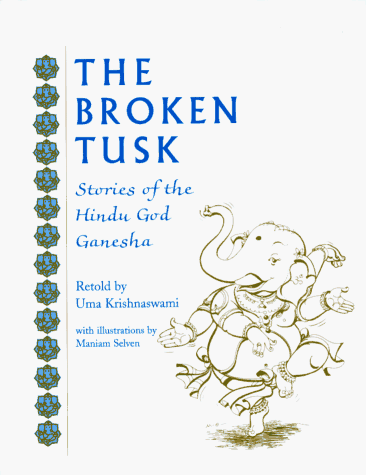 THE
BROKEN
TUSK
Stories of the
Hindu God
Ganesha
Retold by
Uma Krishnaswami
with illustrations by
Maniam Selven